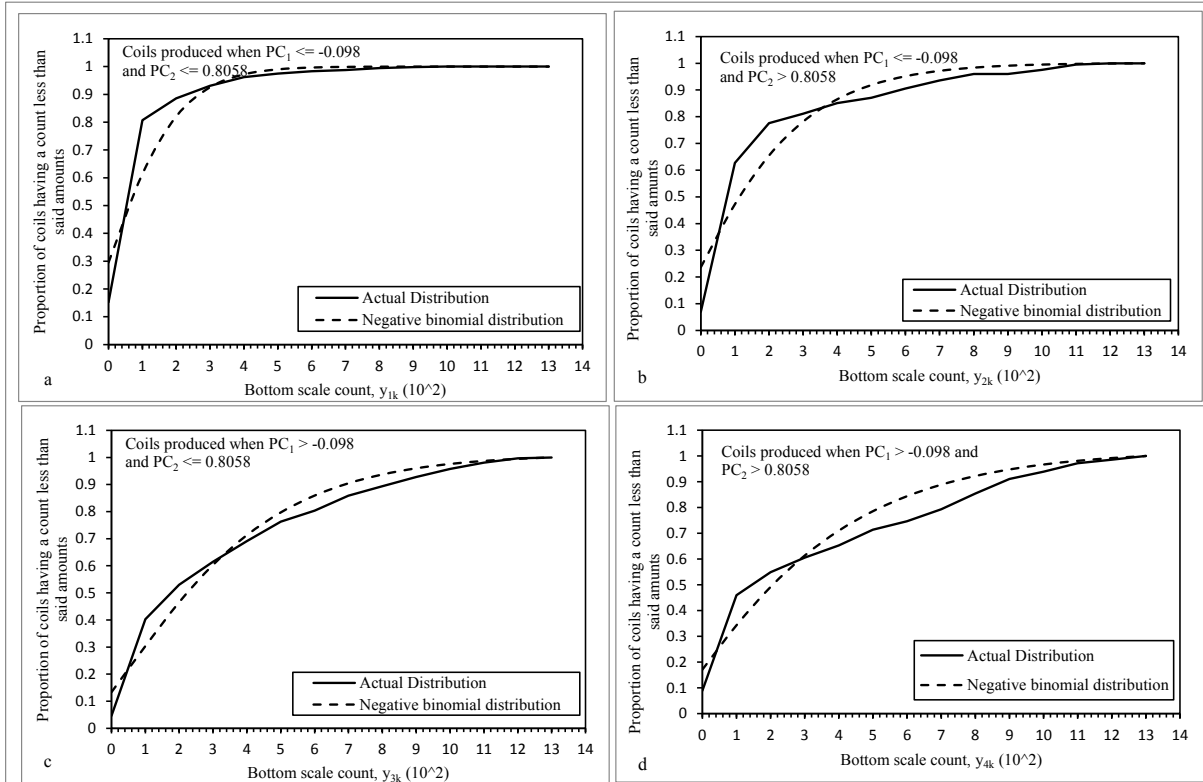 Proportion of coils having a count less than
said amounts
1.1
1
0.9
0.8
0.7
0.6
0.5
0.4
0.3
0.2
0.1
0
Coils produced when PC₁ <= -0.098
and PC₂ <= 0.8058
Actual Distribution
Negative binomial distribution
0 1 2 3 4 5 6 7 8 9 10 11 12 13 14
Bottom scale count, y₁ₖ (10^2)
a
Proportion of coils having a count less than
said amunts
1.1
1
0.9
0.8
0.7
0.6
0.5
0.4
0.3
0.2
0.1
0
Coils produced when PC₁ <= -0.098
and PC₂ > 0.8058
Actual Distribution
Negative binomial distribution
0 1 2 3 4 5 6 7 8 9 10 11 12 13 14
Bottom scale count, y₂ₖ (10^2)
b
Proportion of coils having a count less than
said amounts
1.1
1
0.9
0.8
0.7
0.6
0.5
0.4
0.3
0.2
0.1
0
Coils produced when PC₁ > -0.098
and PC₂ <= 0.8058
Actual Distribution
Negative binomial distribution
0 1 2 3 4 5 6 7 8 9 10 11 12 13 14
Bottom scale count, y₃ₖ (10^2)
c
Proportion of coils having a count less than
said amounts
1.1
1
0.9
0.8
0.7
0.6
0.5
0.4
0.3
0.2
0.1
0
Coils produced when PC₁ > -0.098 and
PC₂ > 0.8058
Actual Distribution
Negative binomial distribution
0 1 2 3 4 5 6 7 8 9 10 11 12 13 14
Bottom scale count, y₄ₖ (10^2)
d